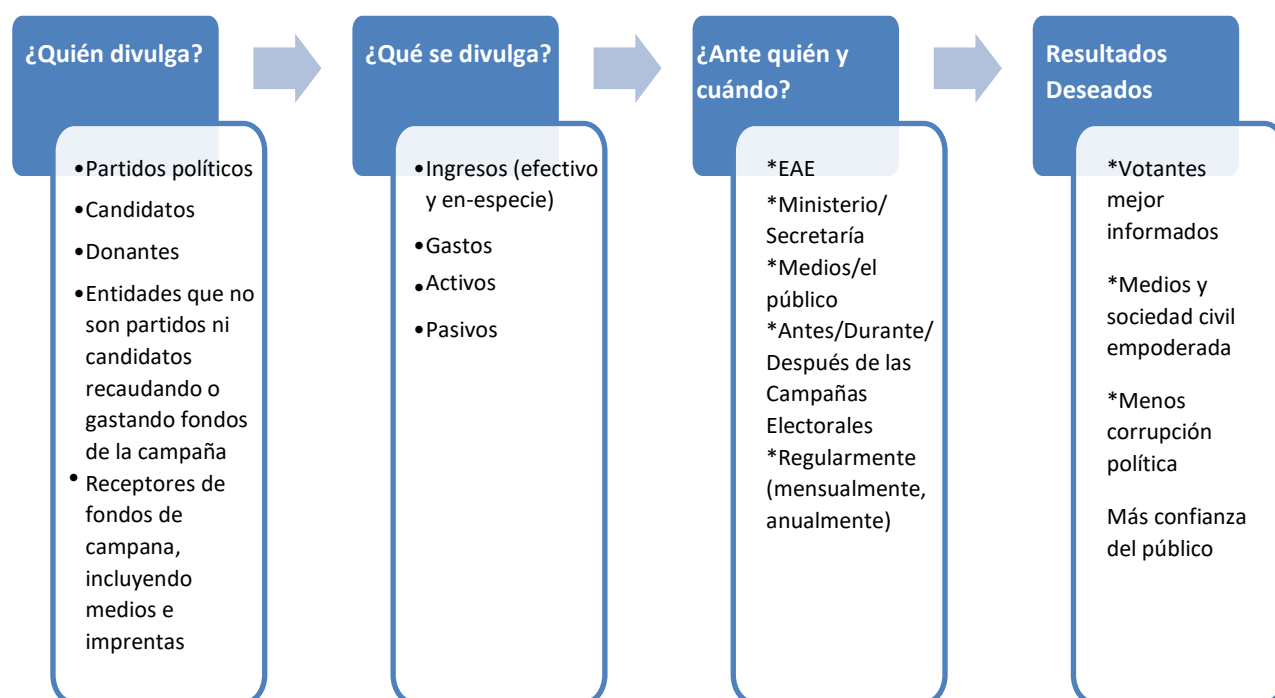 ¿Quién divulga?
•Partidos políticos
•Candidatos
•Donantes
•Entidades que no
son partidos ni
candidatos
recaudando o
gastando fondos
de la campaña
• Receptores de
fondos de
campana,
incluyendo
medios e
imprentas
¿Qué se divulga?
•Ingresos (efectivo
y en-especie)
•Gastos
•Activos
•Pasivos
¿Ante quién y
cuándo?
*EAE
*Ministerio/
Secretaría
*Medios/el
público
*Antes/Durante/
Después de las
Campañas
Electorales
*Regularmente
(mensualmente,
anualmente)
Resultados
Deseados
*Votantes
mejor
informados
*Medios y
sociedad civil
empoderada
*Menos
corrupción
política
Más confianza
del público